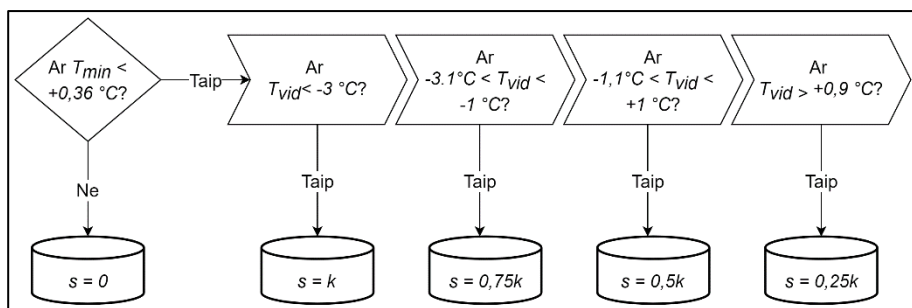 Ar T_min <
+0,36 °C?
Taip
Ar
T_vid< -3 °C?
Ar
-3.1°C < T_vid <
-1 °C?
Ar
-1,1°C < T_vid <
+1 °C?
Ar
T_vid > +0,9 °C?
Ne
Taip
Taip
Taip
Taip
s = 0
s = k
s = 0,75k
s = 0,5k
s = 0,25k